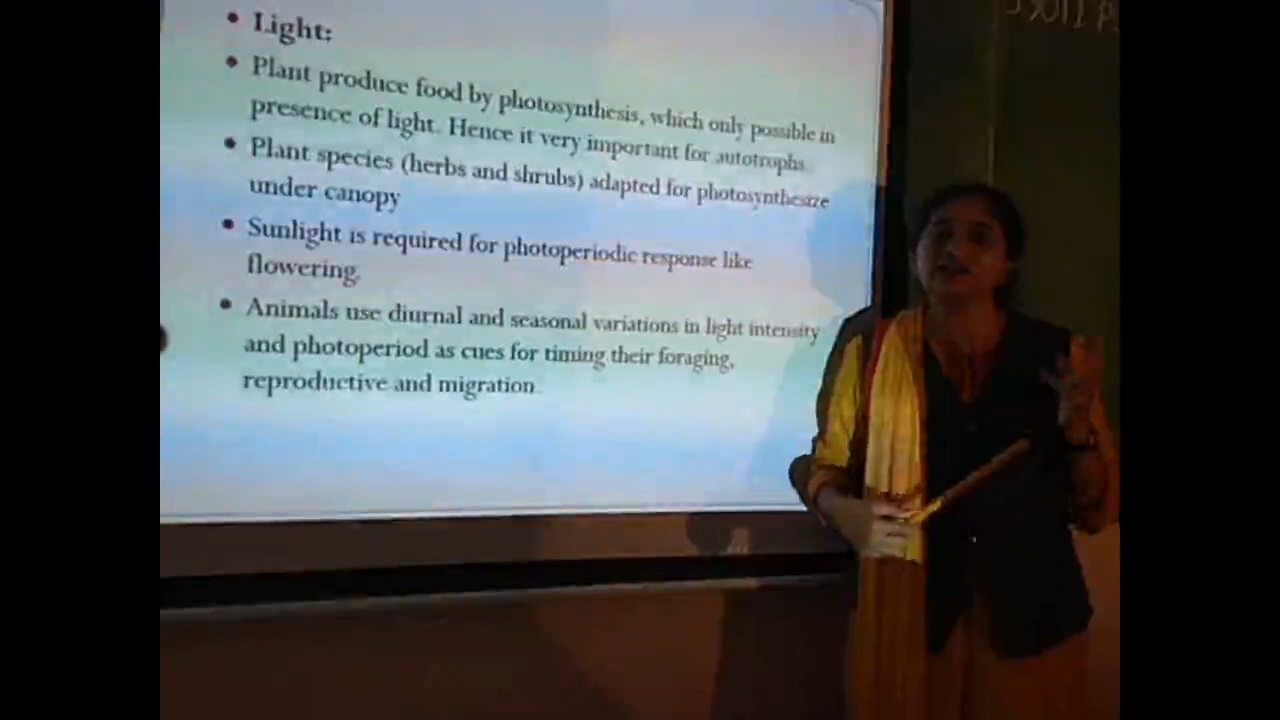 • Light:
• Plant produce food by photosynthesis, which only possible in
presence of light. Hence it very important for autotrophs.
• Plant species (herbs and shrubs) adapted for photosynthesize
under canopy
• Sunlight is required for photoperiodic response like
flowering.
• Animals use diurnal and seasonal variations in light intensity
and photoperiod as cues for timing their foraging,
reproductive and migration.